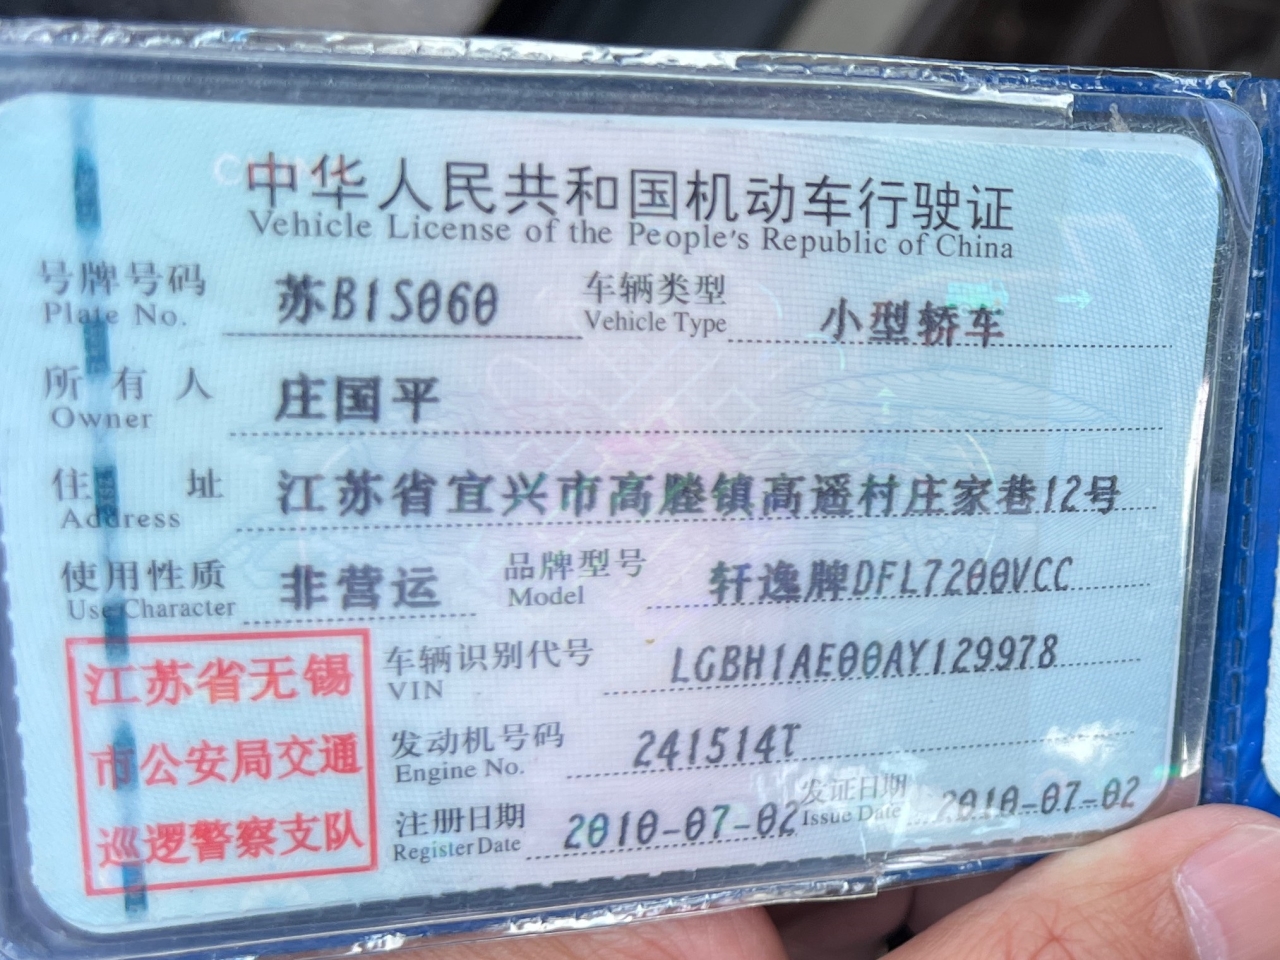 中华人民共和国机动车行驶证
Vehicle License of the People's Republic of China
号牌号码 苏B1S060 车辆类型 小型轿车
Plate No. Vehicle Type
所有人 庄国平
Owner
住址 江苏省宜兴市高塍镇高遥村庄家巷12号
Address
使用性质 非营运 品牌型号 轩逸牌DFL7200VCC
Use Character Model
江苏省无锡
市公安局交通
巡逻警察支队
车辆识别代号 LGBH1AE00AY129978
VIN
发动机号码 241514T
Engine No.
注册日期 2010-07-02 发证日期 2010-07-02
Register Date Issue Date